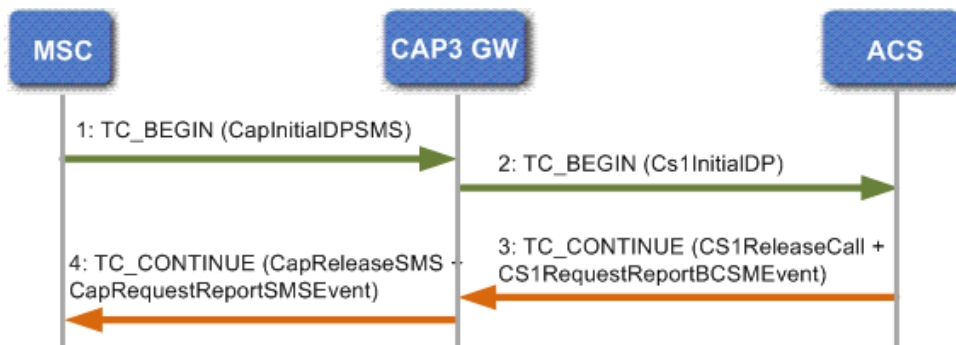 MSC
CAP3 GW
ACS
1: TC_BEGIN (CapInitialDPSMS)
2: TC_BEGIN (Cs1InitialDP)
3: TC_CONTINUE (CS1ReleaseCall +
CS1RequestReportBCSMEvent)
4: TC_CONTINUE (CapReleaseSMS +
CapRequestReportSMSEvent)